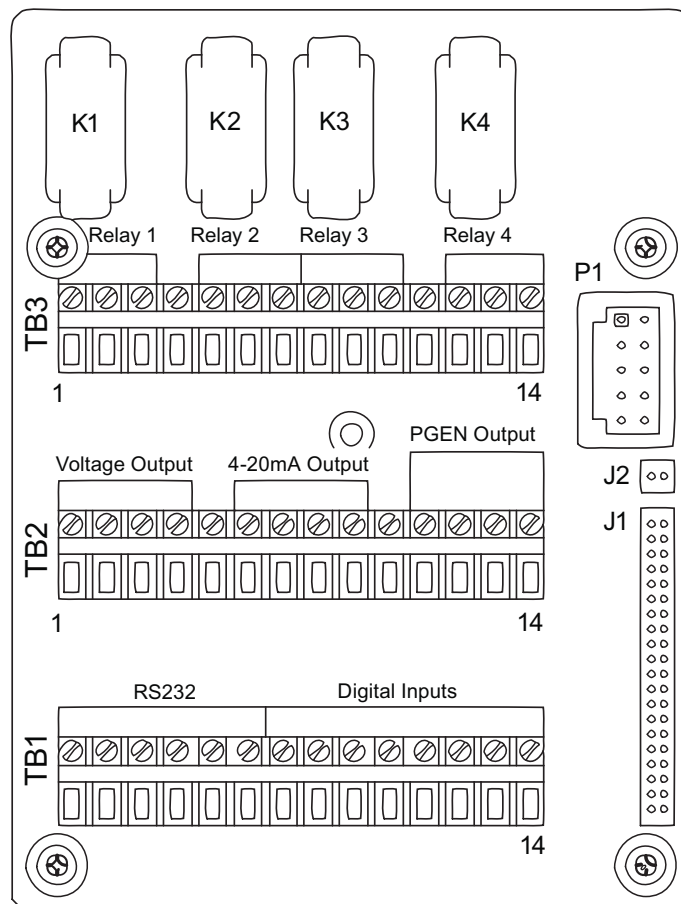 K1 K2 K3 K4
Relay 1 Relay 2 Relay 3 Relay 4
P1
TB3
1 14
PGEN Output
Voltage Output 4-20mA Output
J2
J1
TB2
1 14
RS232 Digital Inputs
TB1
14